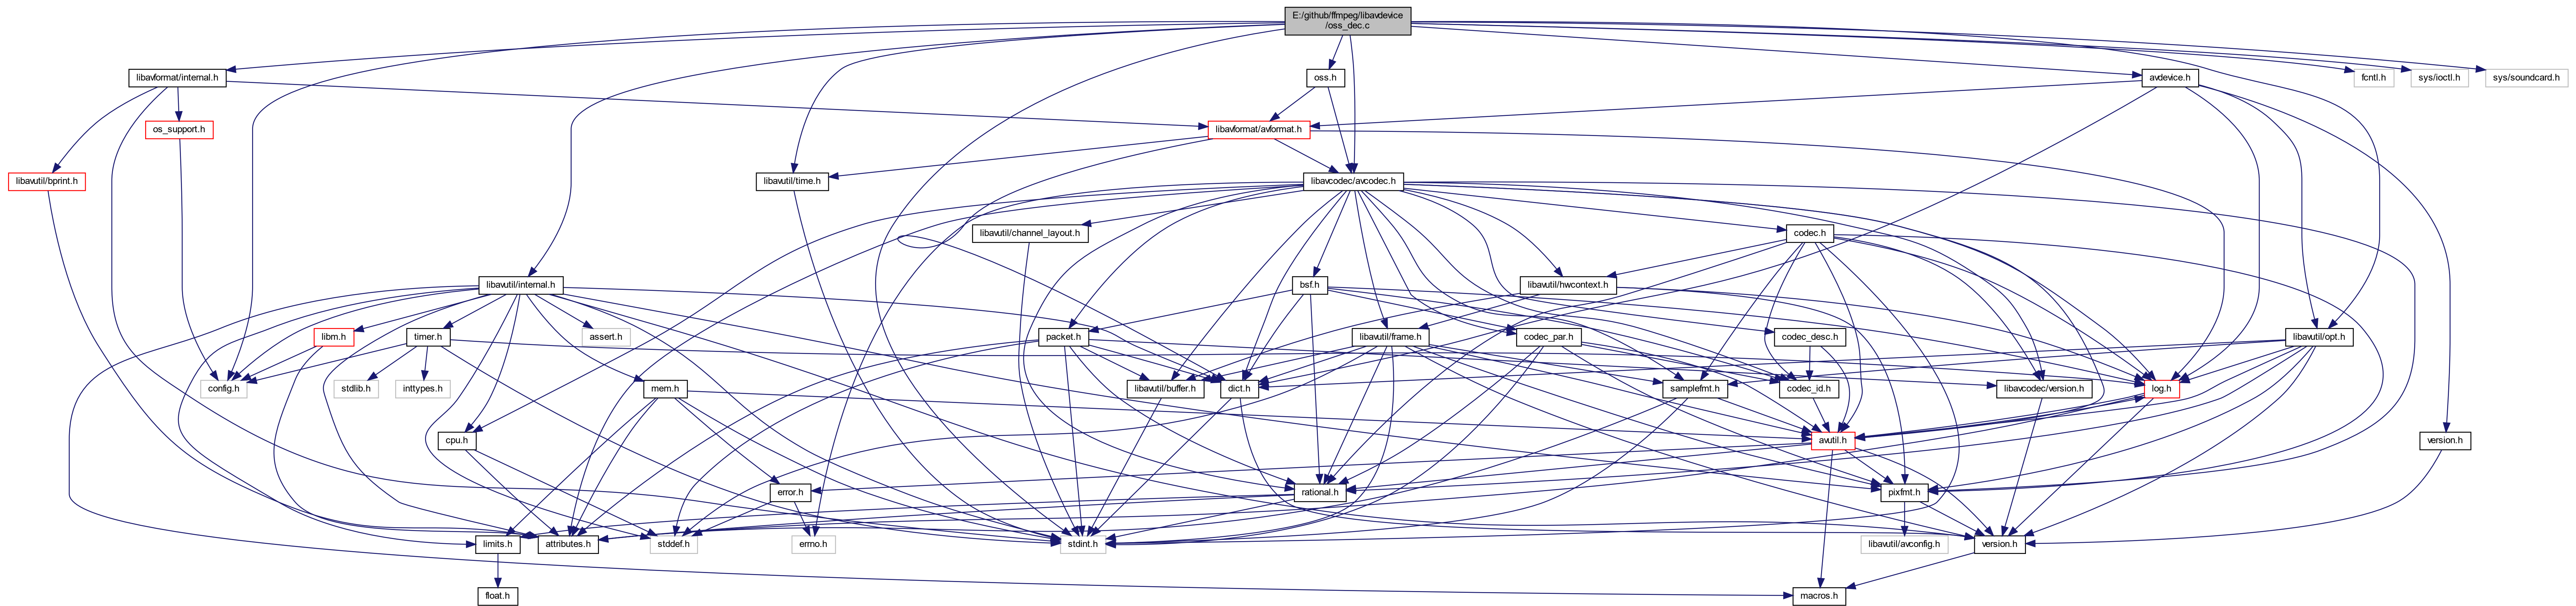 E:/github/ffmpeg/libavdevice
/oss_dec.c
libavformat/internal.h
oss.h
avdevice.h
fcntl.h
sys/ioctl.h
sys/soundcard.h
os_support.h
libavformat/avformat.h
libavutil/bprint.h
libavutil/time.h
libavcodec/avcodec.h
libavutil/channel_layout.h
codec.h
libavutil/internal.h
bsf.h
libavutil/hwcontext.h
libm.h
timer.h
assert.h
packet.h
libavutil/frame.h
codec_par.h
codec_desc.h
libavutil/opt.h
config.h
stdlib.h
inttypes.h
mem.h
libavutil/buffer.h
dict.h
samplefmt.h
codec_id.h
libavcodec/version.h
log.h
cpu.h
avutil.h
version.h
error.h
rational.h
pixfmt.h
limits.h
attributes.h
stddef.h
errno.h
stdint.h
libavutil/avconfig.h
version.h
float.h
macros.h